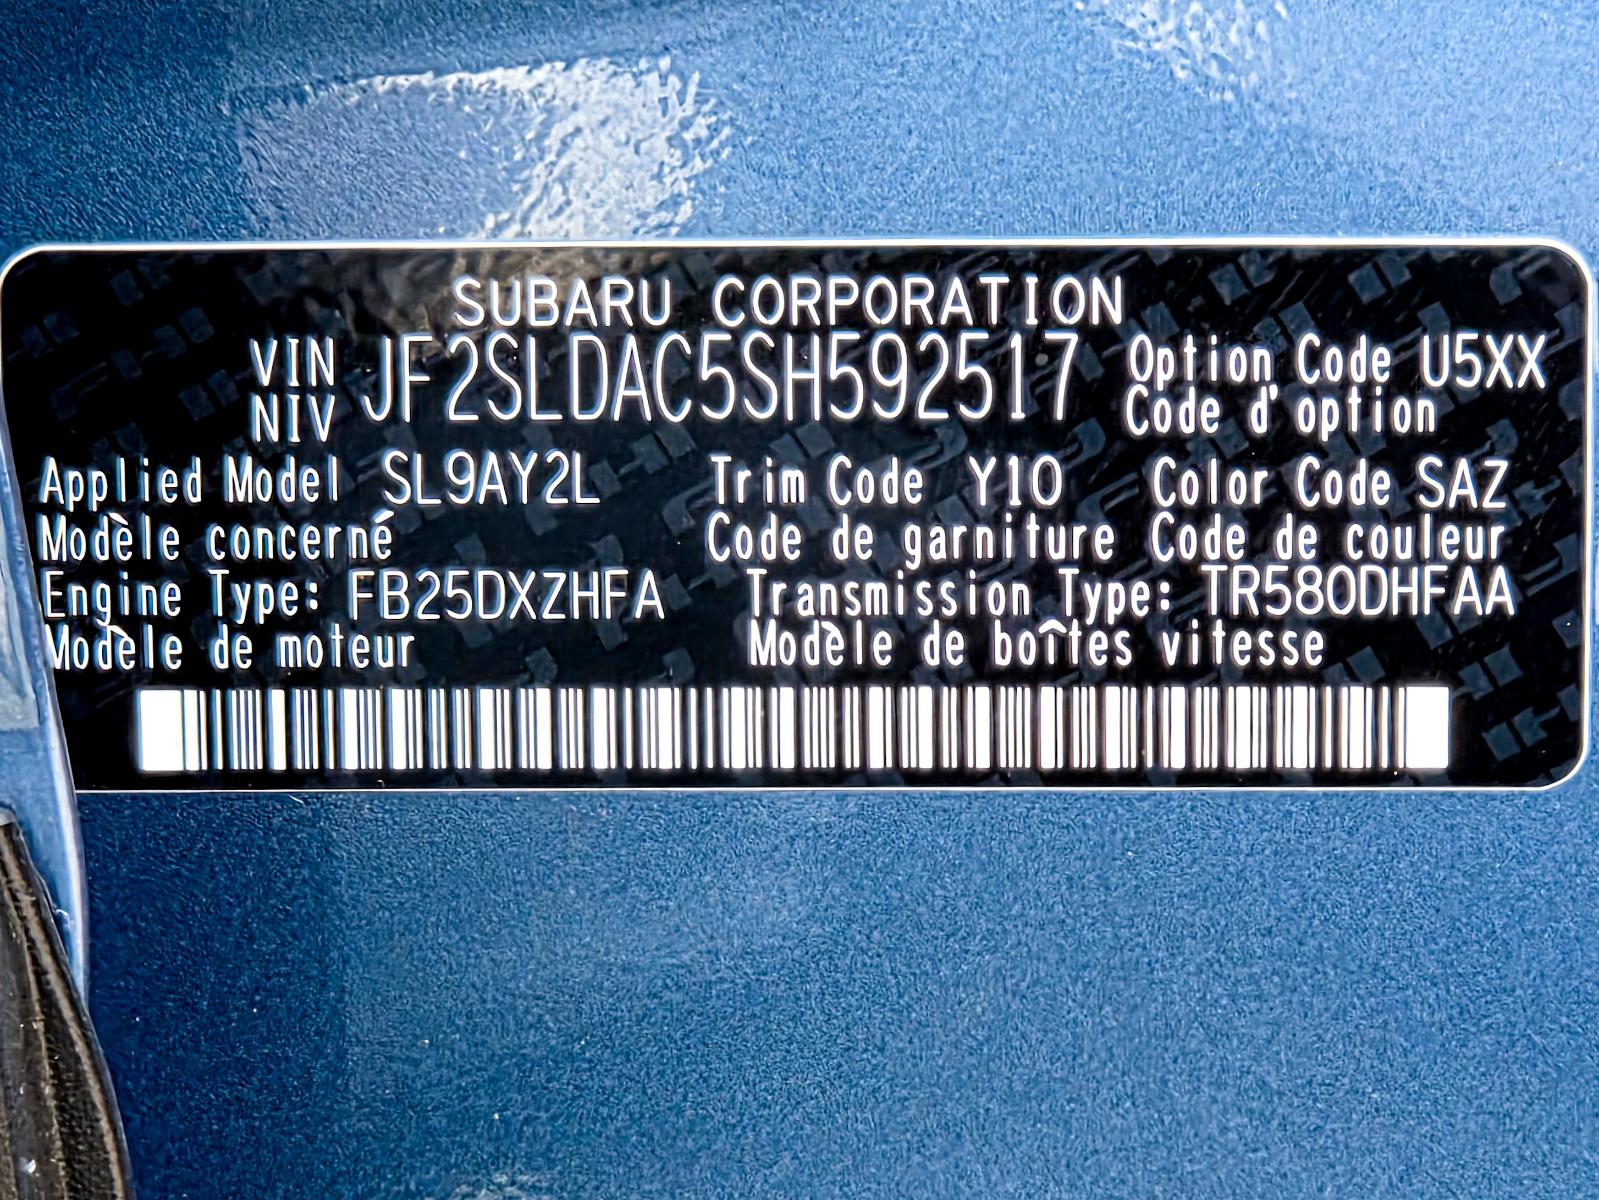 SUBARU CORPORATION
VIN JF2SLDAC5SH592517 Option Code U5XX
NIV Code d'option
Applied Model SL9AY2L Trim Code Y10 Color Code SAZ
Modèle concerné Code de garniture Code de couleur
Engine Type: FB25DXZHFA Transmission Type: TR580DHFAA
Modèle de moteur Modèle de boîtes vitesse